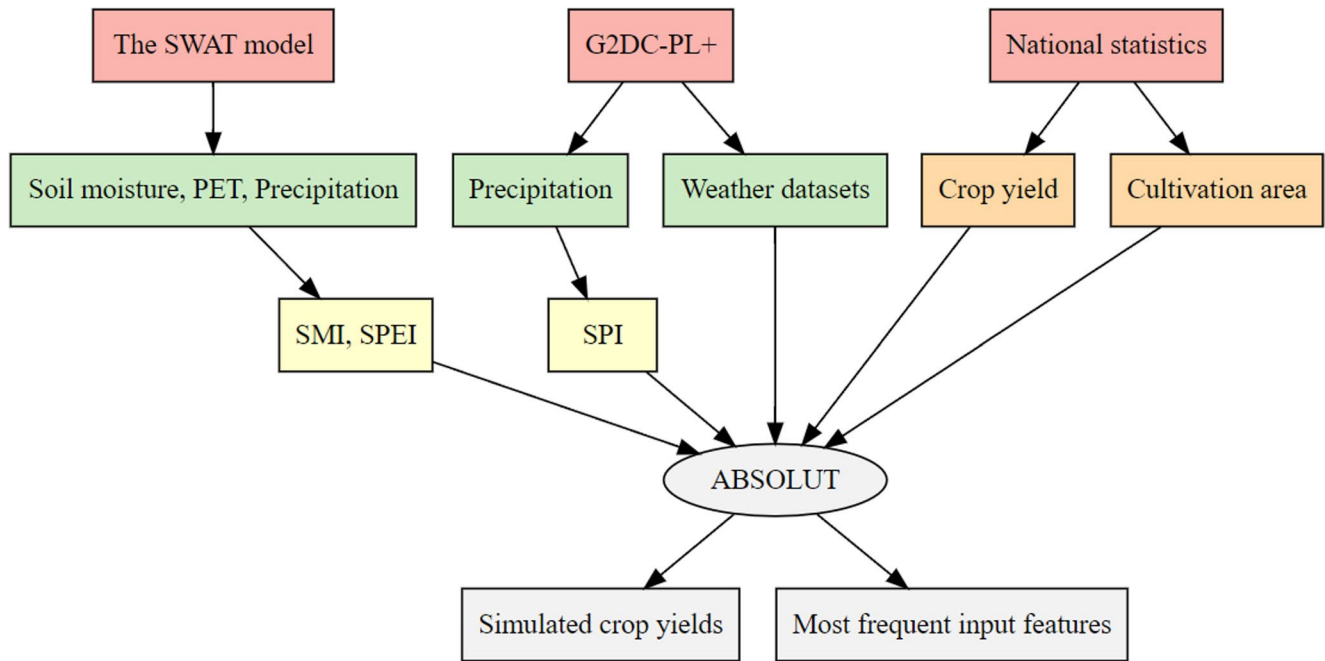 The SWAT model
G2DC-PL+
National statistics
Soil moisture, PET, Precipitation
Precipitation
Weather datasets
Crop yield
Cultivation area
SMI, SPEI
SPI
ABSOLUT
Simulated crop yields
Most frequent input features